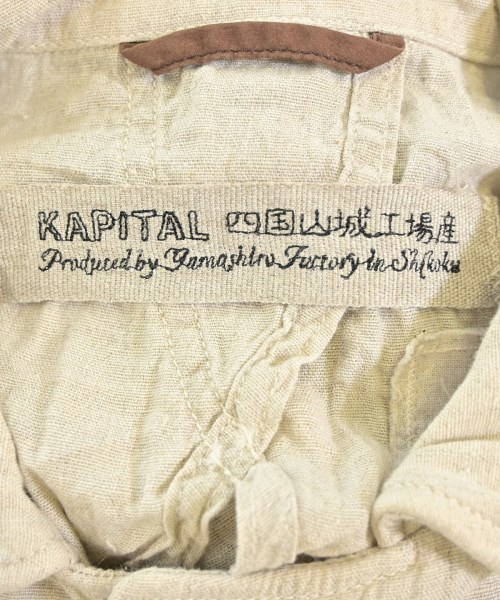 KAPITAL 四国山城工場産
Produced by Yamashiro Factory in Shikoku